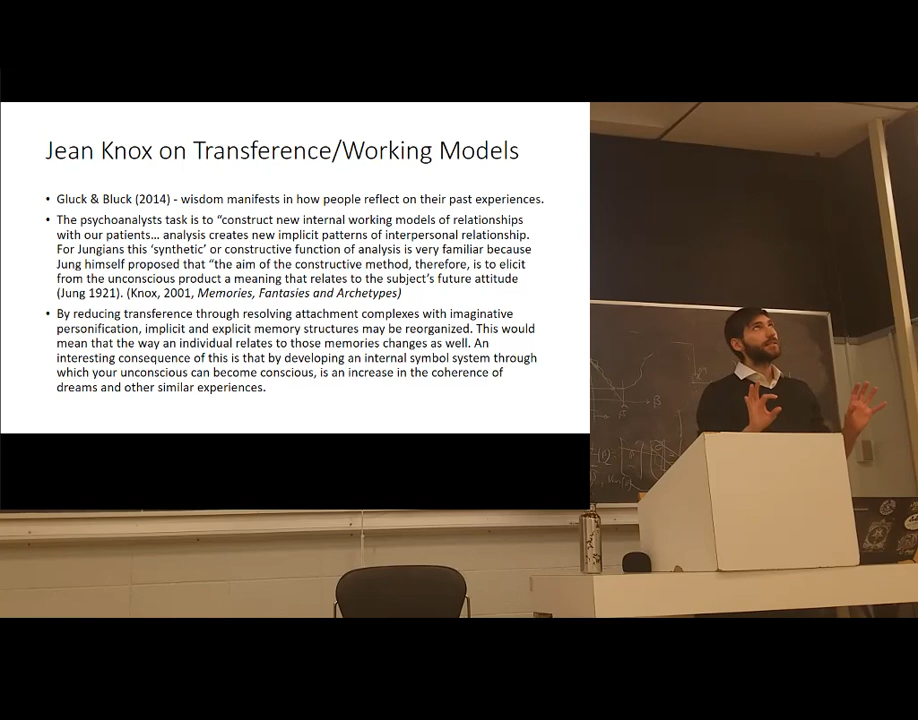 Jean Knox on Transference/Working Models
• Gluck & Bluck (2014) - wisdom manifests in how people reflect on their past experiences.
• The psychoanalysts task is to “construct new internal working models of relationships
with our patients… analysis creates new implicit patterns of interpersonal relationship.
For Jungians this ‘synthetic’ or constructive function of analysis is very familiar because
Jung himself proposed that “the aim of the constructive method, therefore, is to elicit
from the unconscious product a meaning that relates to the subject’s future attitude
(Jung 1921). (Knox, 2001, Memories, Fantasies and Archetypes)
• By reducing transference through resolving attachment complexes with imaginative
personification, implicit and explicit memory structures may be reorganized. This would
mean that the way an individual relates to those memories changes as well. An
interesting consequence of this is that by developing an internal symbol system through
which your unconscious can become conscious, is an increase in the coherence of
dreams and other similar experiences.
B